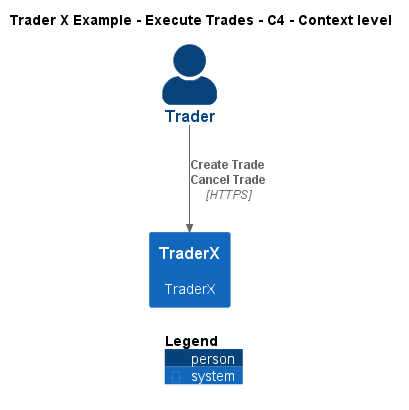 Trader X Example - Execute Trades - C4 - Context level
Trader
Create Trade
Cancel Trade
[HTTPS]
TraderX
TraderX
Legend
person
system